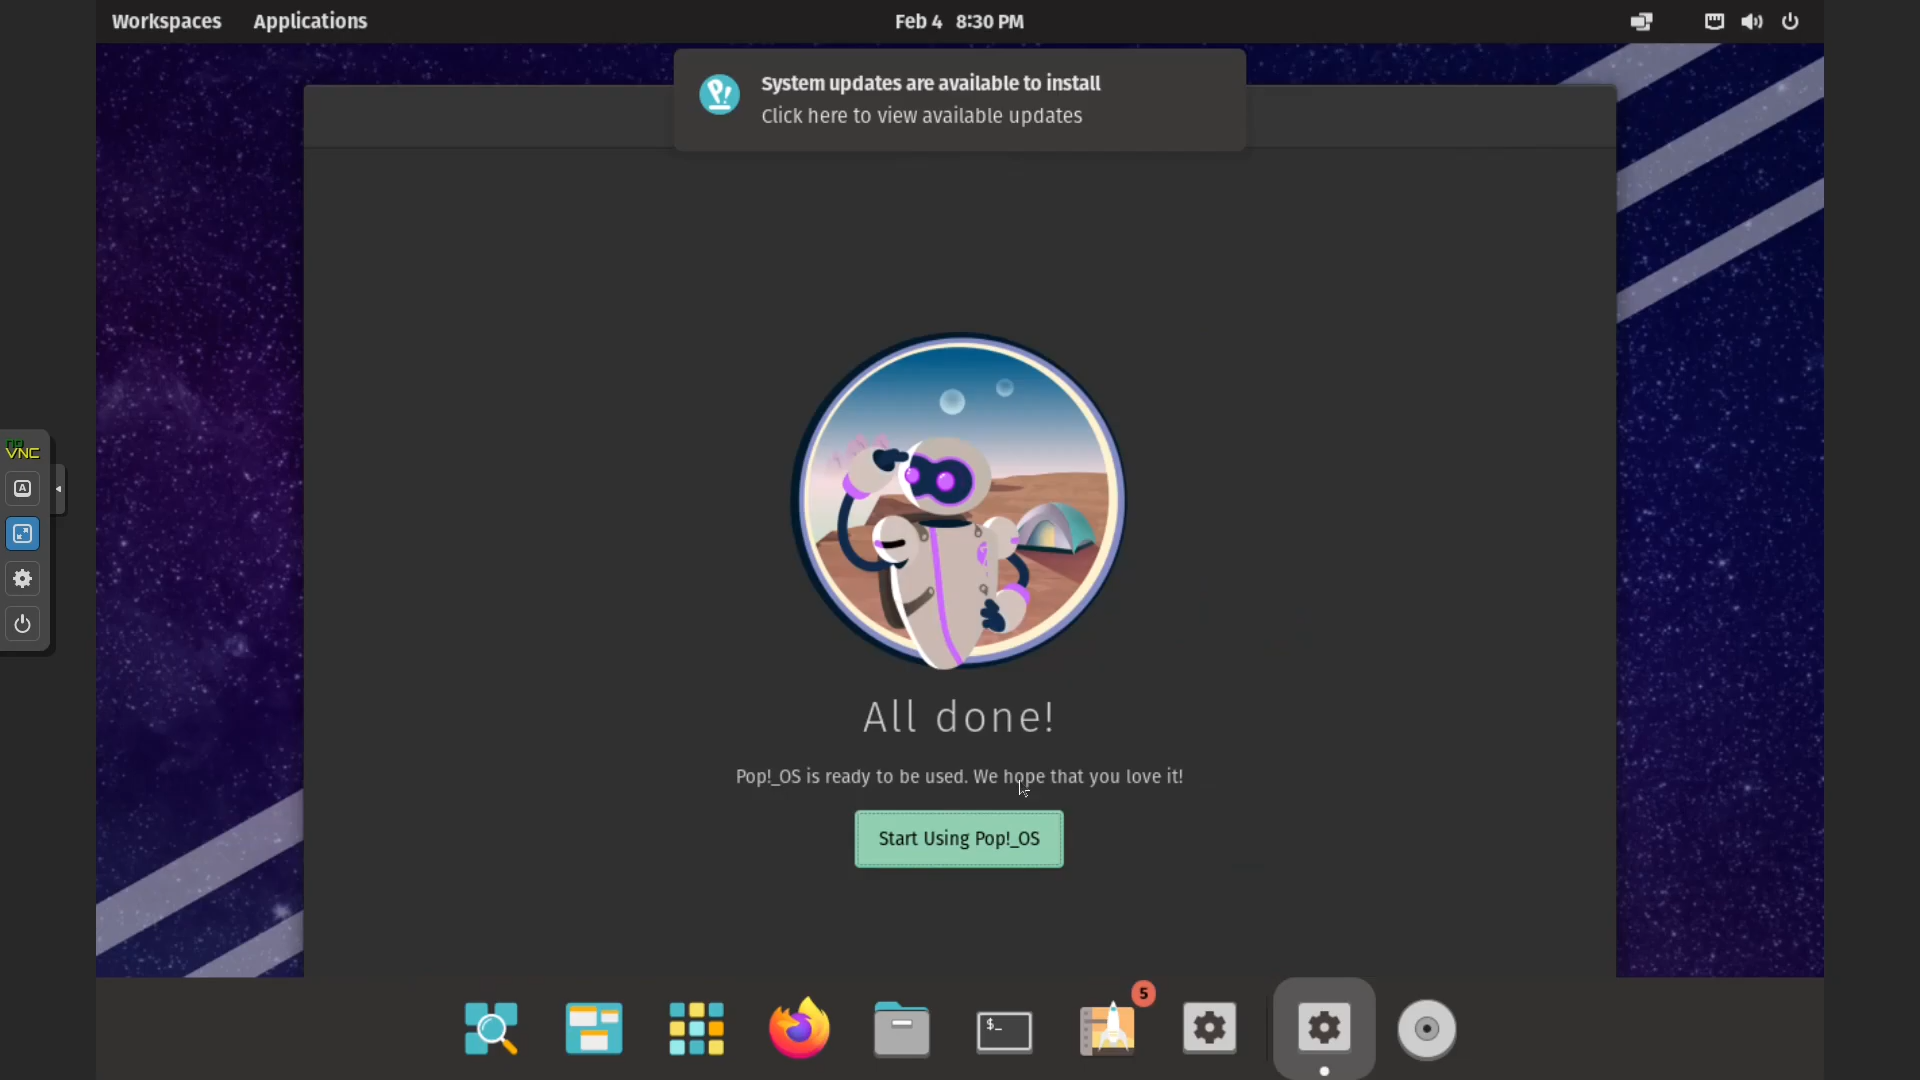 Workspaces Applications Feb 4 8:30 PM
System updates are available to install
Click here to view available updates
no
VNC
A
All done!
Pop!_OS is ready to be used. We hope that you love it!
Start Using Pop!_OS
5
$_